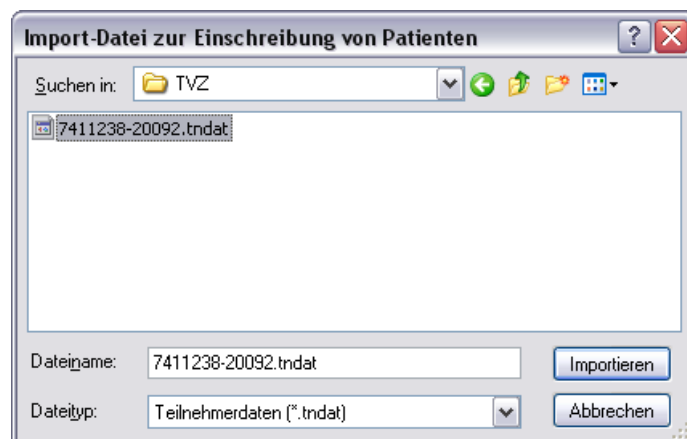 Import-Datei zur Einschreibung von Patienten
Suchen in: TVZ
7411238-20092.tndat
Dateiname: 7411238-20092.tndat Importieren
Dateityp: Teilnehmerdaten (*.tndat) Abbrechen